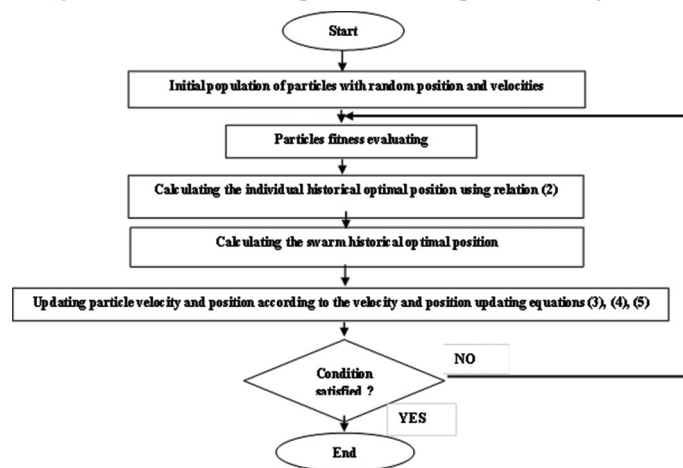 Start
Initial population of particles with random position and velocities
Particles fitness evaluating
Calculating the individual historical optimal position using relation (2)
Calculating the swarm historical optimal position
Updating particle velocity and position according to the velocity and position updating equations (3), (4), (5)
Condition
satisfied ?
NO
YES
End